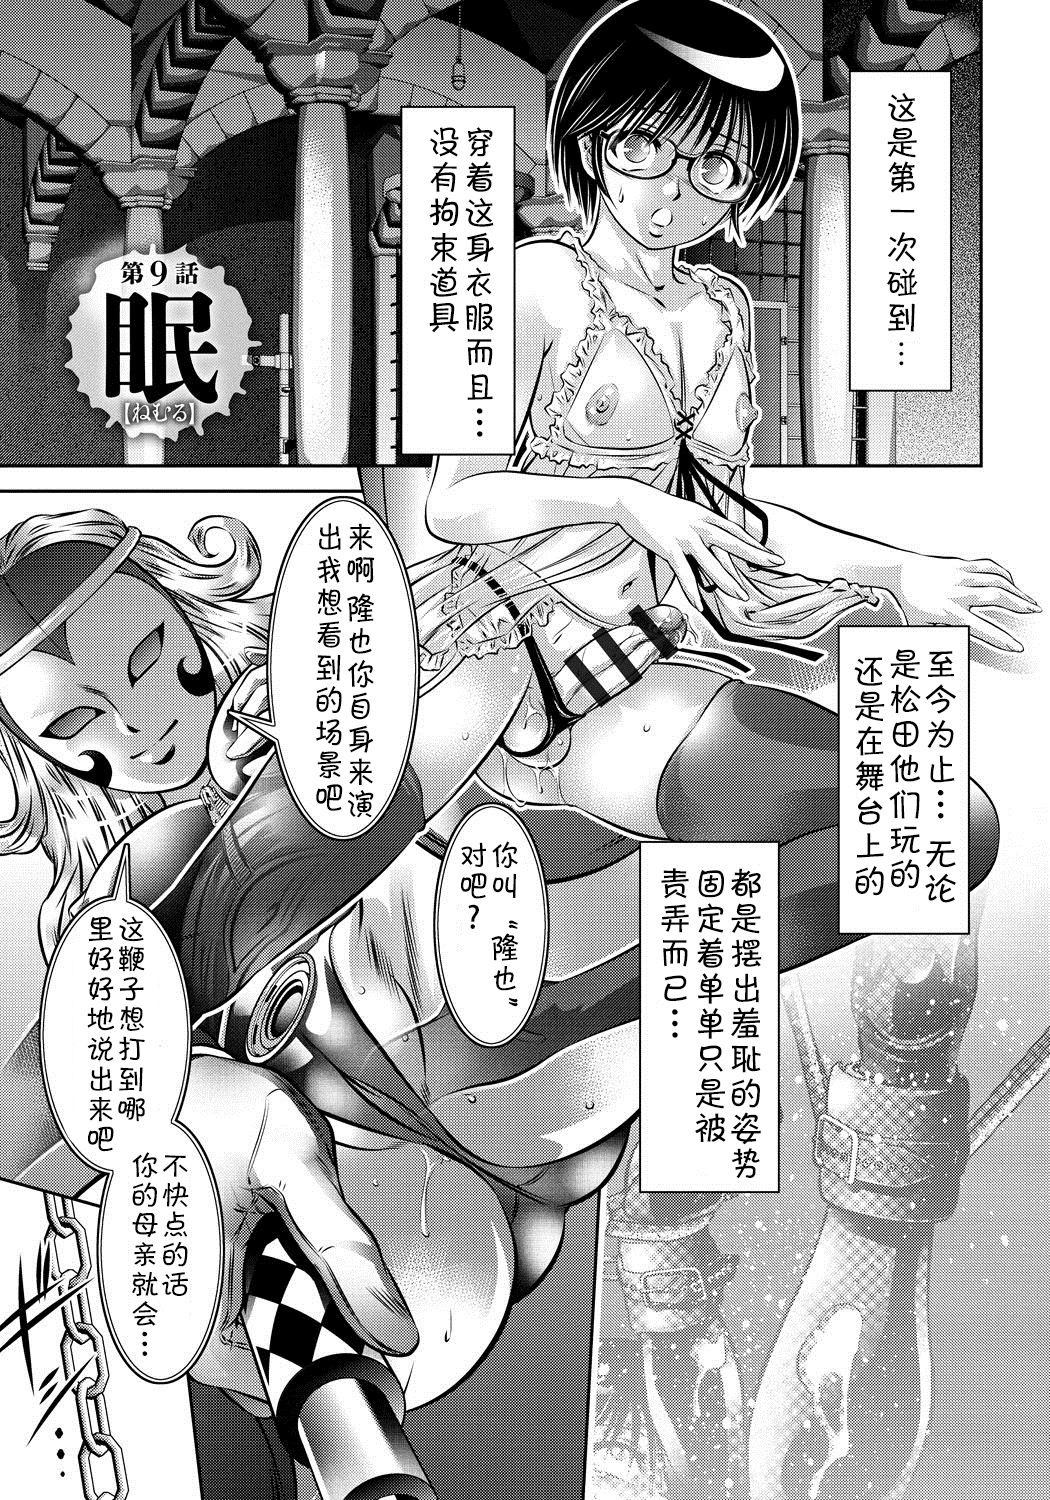 这是第一次碰到…
穿着这身衣服而且…
没有拘束道具
第9話
眠
【ねむる】
至今为止…无论
是松田他们玩的
还是在舞台上的
都是摆出羞耻的姿势
固定着单单只是被
责弄而已…
来啊隆也你自身来演
出我想看到的场景吧
你叫“隆也”
对吧?
这鞭子想打到哪
里好好地说出来吧
不快点的话
你的母亲就会…